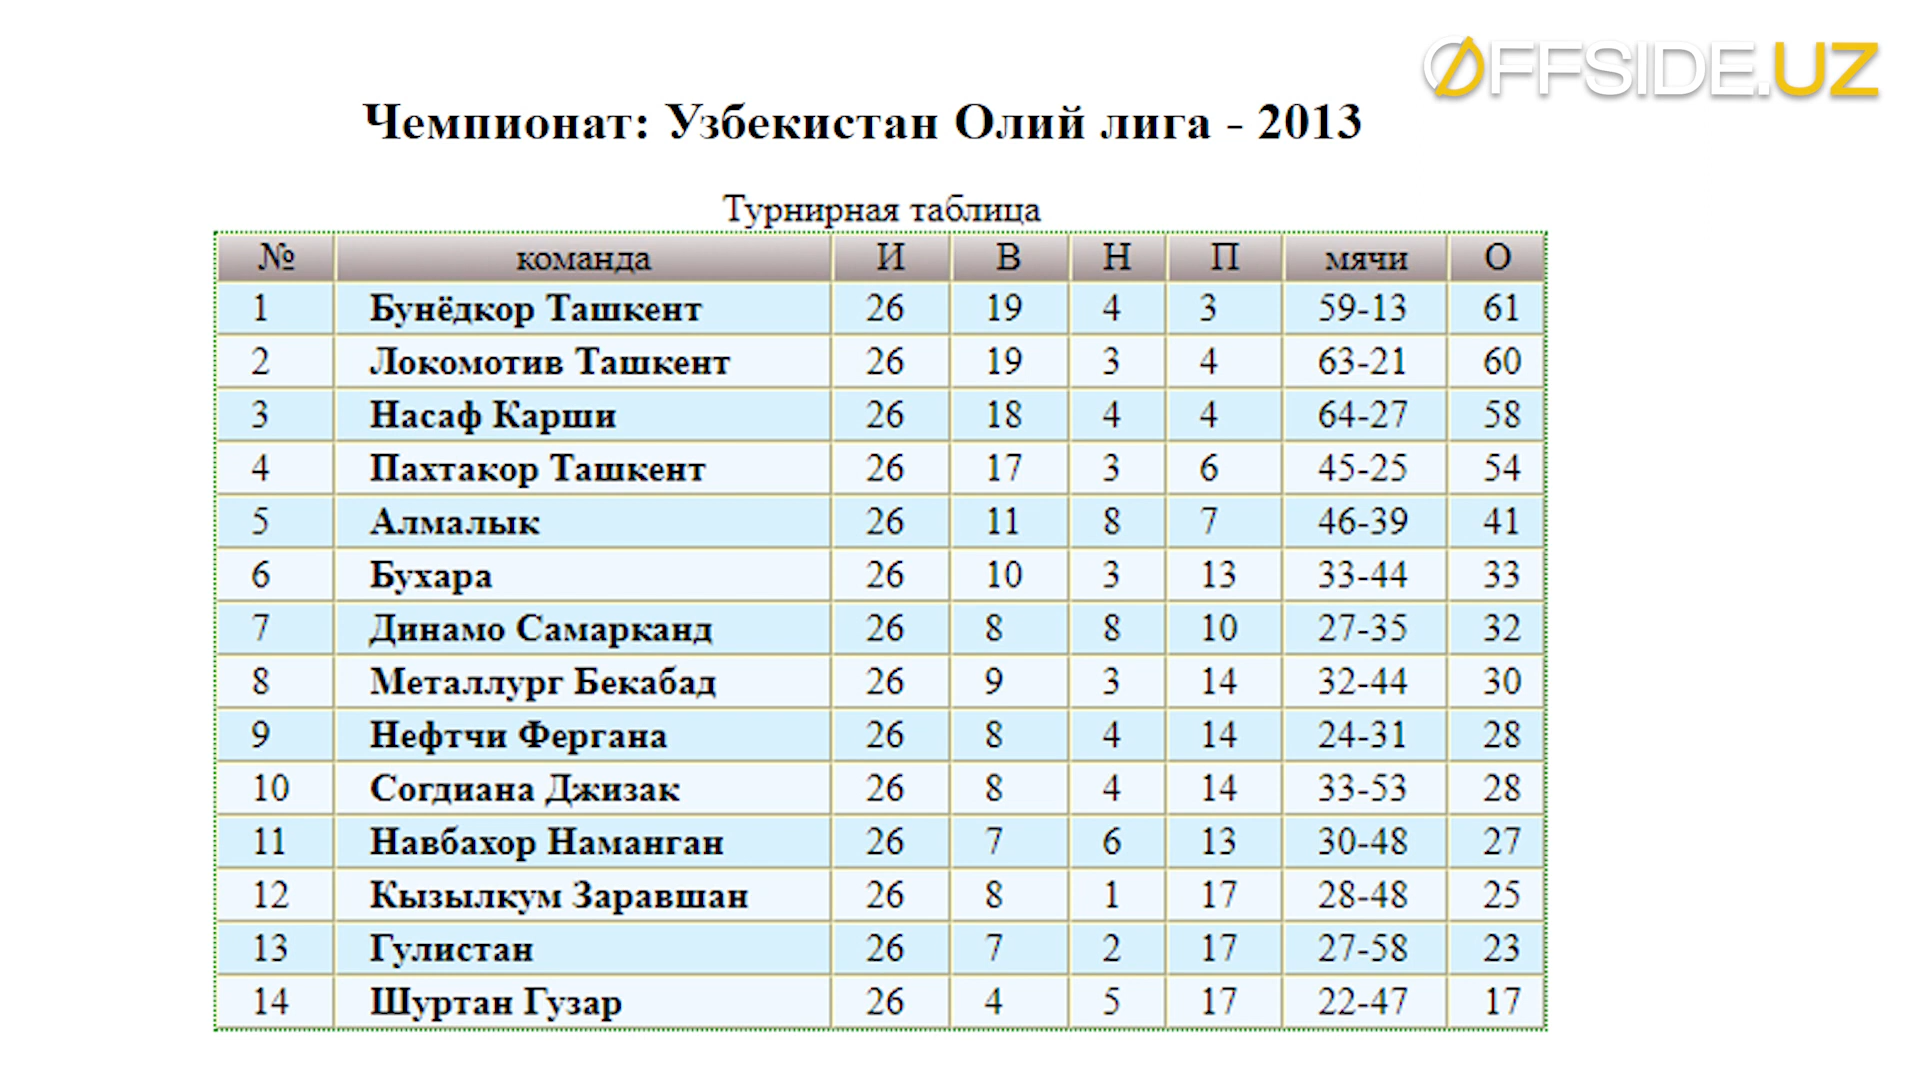 OFFSIDE.UZ
Чемпионат: Узбекистан Олий лига - 2013
Турнирная таблица
№ команда И В Н П мячи О
1 Бунёдкор Ташкент 26 19 4 3 59-13 61
2 Локомотив Ташкент 26 19 3 4 63-21 60
3 Насаф Карши 26 18 4 4 64-27 58
4 Пахтакор Ташкент 26 17 3 6 45-25 54
5 Алмалык 26 11 8 7 46-39 41
6 Бухара 26 10 3 13 33-44 33
7 Динамо Самарканд 26 8 8 10 27-35 32
8 Металлург Бекабад 26 9 3 14 32-44 30
9 Нефтчи Фергана 26 8 4 14 24-31 28
10 Согдиана Джизак 26 8 4 14 33-53 28
11 Навбахор Наманган 26 7 6 13 30-48 27
12 Кызылкум Заравшан 26 8 1 17 28-48 25
13 Гулистан 26 7 2 17 27-58 23
14 Шуртан Гузар 26 4 5 17 22-47 17